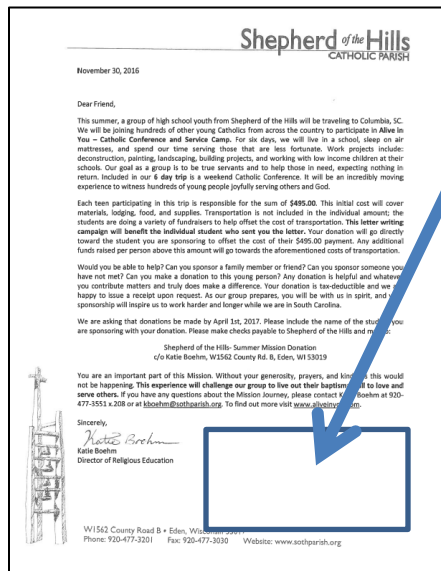 Shepherd of the Hills
CATHOLIC PARISH
November 30, 2016
Dear Friend,
This summer, a group of high school youth from Shepherd of the Hills will be traveling to Columbia, SC.
We will be joining hundreds of other young Catholics from across the country to participate in Alive in
You – Catholic Conference and Service Camp. For six days, we will live in a school, sleep on air
mattresses, and spend our time serving those that are less fortunate. Work projects include:
deconstruction, painting, landscaping, building projects, and working with low income children at their
schools. Our goal as a group is to be true servants and to help those in need, expecting nothing in
return. Included in our 6 day trip is a weekend Catholic Conference. It will be an incredibly moving
experience to witness hundreds of young people joyfully serving others and God.
Each teen participating in this trip is responsible for the sum of $495.00. This initial cost will cover
materials, lodging, food, and supplies. Transportation is not included in the individual amount; the
students are doing a variety of fundraisers to help offset the cost of transportation. This letter writing
campaign will benefit the individual student who sent you the letter. Your donation will go directly
toward the student you are sponsoring to offset the cost of their $495.00 payment. Any additional
funds raised per person above this amount will go towards the aforementioned costs of transportation.
Would you be able to help? Can you sponsor a family member or friend? Can you sponsor someone you
have not met? Can you make a donation to this young person? Any donation is helpful and whatever
you contribute matters and truly does make a difference. Your donation is tax-deductible and we
happy to issue a receipt upon request. As our group prepares, you will be with us in spirit, and
sponsorship will inspire us to work harder and longer while we are in South Carolina.
We are asking that donations be made by April 1st, 2017. Please include the name of the you
are sponsoring with your donation. Please make checks payable to Shepherd of the Hills and
Shepherd of the Hills- Summer Mission Donation
c/o Katie Boehm, W1562 County Rd. B, Eden, WI 53019
You are an important part of this Mission. Without your generosity, prayers, and this would
not be happening. This experience will challenge our group to live out their to love and
serve others. If you have any questions about the Mission Journey, please contact Boehm at 920-
477-3551 x.208 or at kboehm@sothparish.org. To find out more visit
Sincerely,
Katie Boehm
Katie Boehm
Director of Religious Education
W1562 County Road B • Eden,
Phone: 920-477-3201 Fax: 920-477-3030 Website: www.sothparish.org